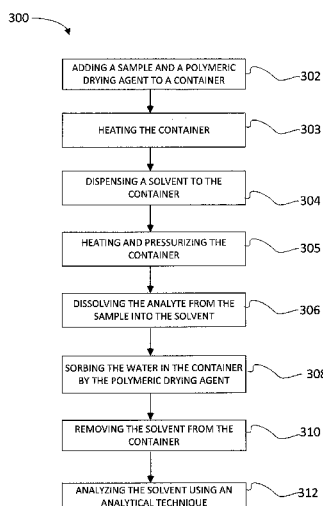 300
ADDING A SAMPLE AND A POLYMERIC
DRYING AGENT TO A CONTAINER
302
HEATING THE CONTAINER
303
DISPENSING A SOLVENT TO THE
CONTAINER
304
HEATING AND PRESSURIZING THE
CONTAINER
305
DISSOLVING THE ANALYTE FROM THE
SAMPLE INTO THE SOLVENT
306
SORBING THE WATER IN THE CONTAINER
BY THE POLYMERIC DRYING AGENT
308
REMOVING THE SOLVENT FROM THE
CONTAINER
310
ANALYZING THE SOLVENT USING AN
ANALYTICAL TECHNIQUE
312